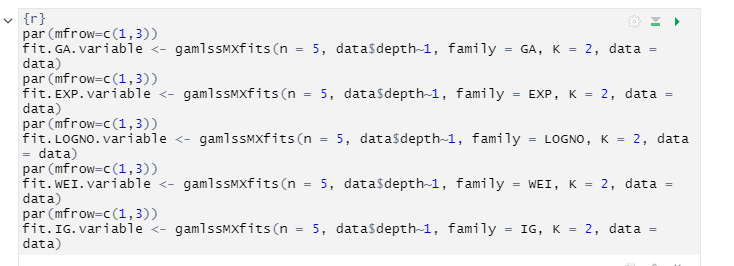 {r}
par(mfrow=c(1,3))
fit.GA.variable <- gamlssMXfits(n = 5, data$depth~1, family = GA, K = 2, data =
data)
par(mfrow=c(1,3))
fit.EXP.variable <- gamlssMXfits(n = 5, data$depth~1, family = EXP, K = 2, data =
data)
par(mfrow=c(1,3))
fit.LOGNO.variable <- gamlssMXfits(n = 5, data$depth~1, family = LOGNO, K = 2, data
= data)
par(mfrow=c(1,3))
fit.WEI.variable <- gamlssMXfits(n = 5, data$depth~1, family = WEI, K = 2, data =
data)
par(mfrow=c(1,3))
fit.IG.variable <- gamlssMXfits(n = 5, data$depth~1, family = IG, K = 2, data =
data)